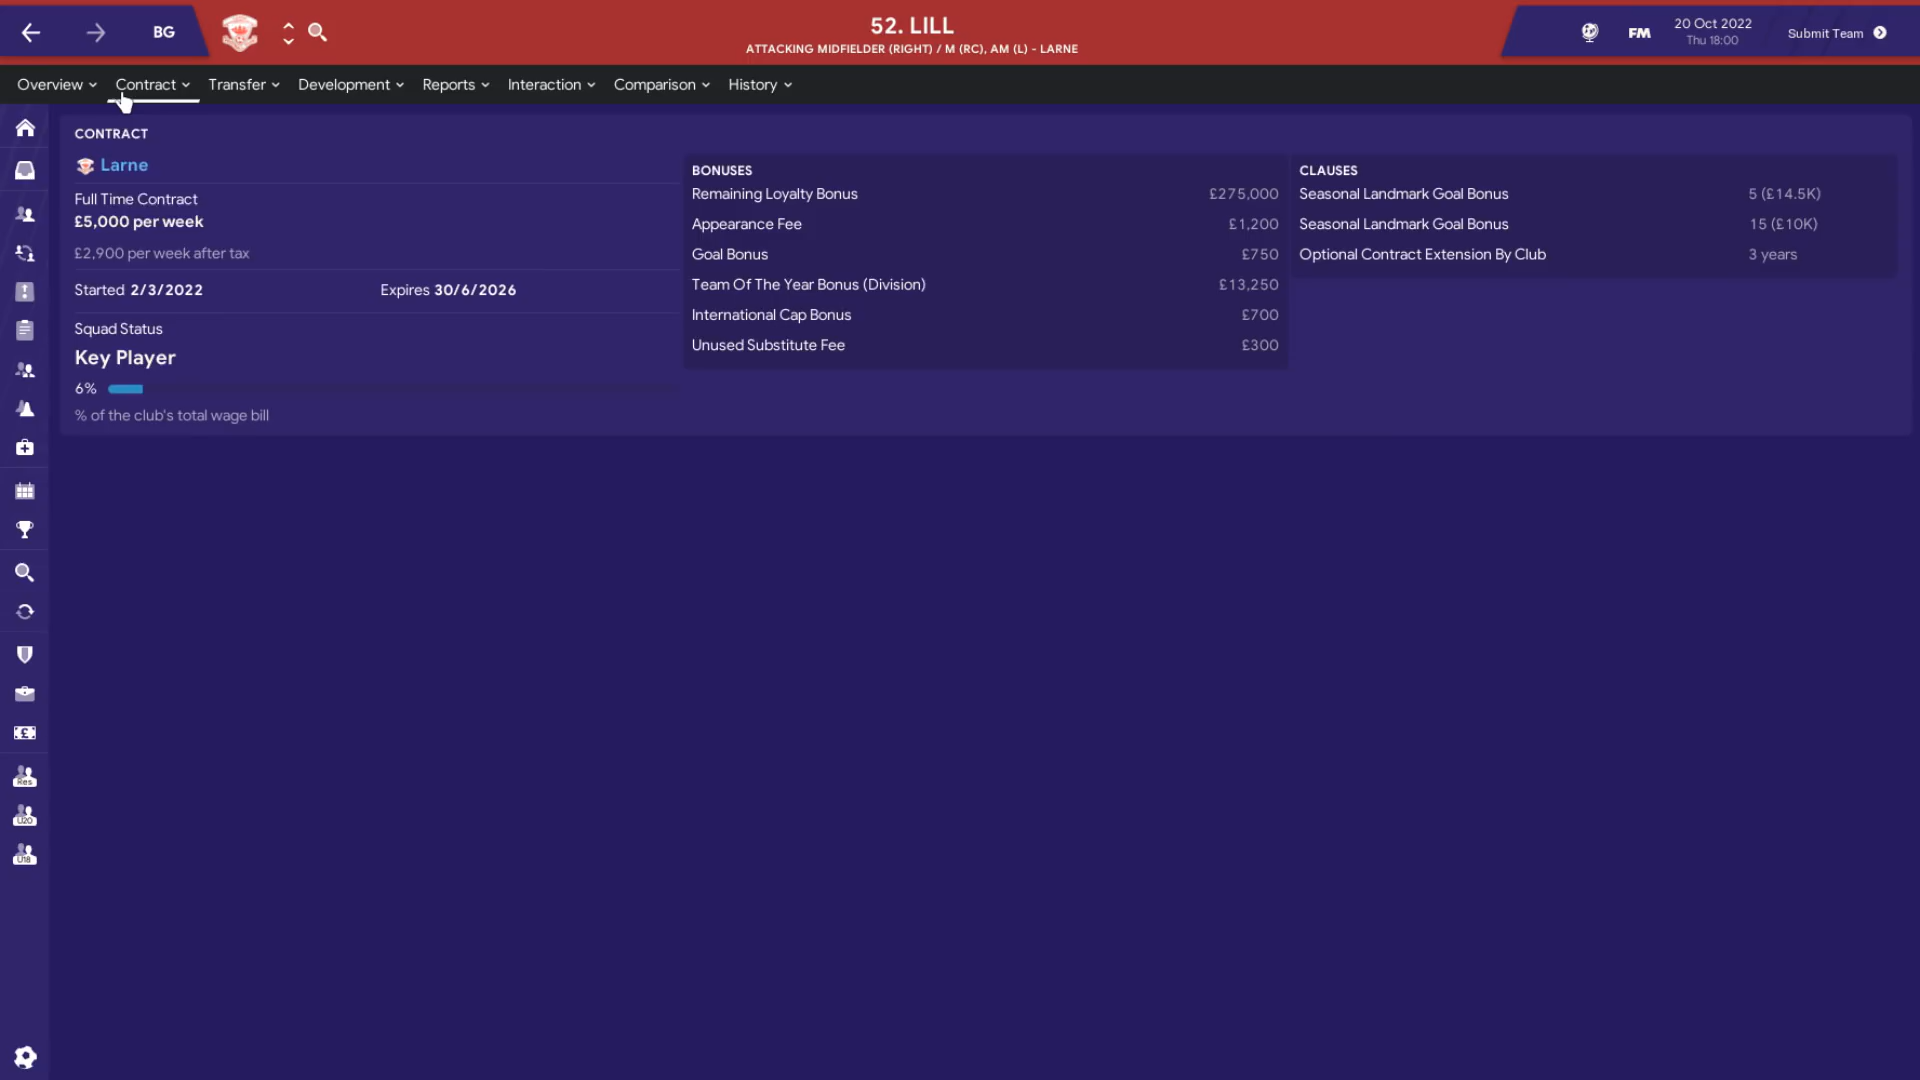 BG
52. LILL
ATTACKING MIDFIELDER (RIGHT) / M (RC), AM (L) - LARNE
FM
20 Oct 2022
Thu 18:00
Submit Team
Overview
Contract
Transfer
Development
Reports
Interaction
Comparison
History
CONTRACT
Larne
Full Time Contract
£5,000 per week
£2,900 per week after tax
Started 2/3/2022
Expires 30/6/2026
Squad Status
Key Player
6%
% of the club's total wage bill
BONUSES
Remaining Loyalty Bonus £275,000
Appearance Fee £1,200
Goal Bonus £750
Team Of The Year Bonus (Division) £13,250
International Cap Bonus £700
Unused Substitute Fee £300
CLAUSES
Seasonal Landmark Goal Bonus 5 (£14.5K)
Seasonal Landmark Goal Bonus 15 (£10K)
Optional Contract Extension By Club 3 years
£
Res
U20
U18